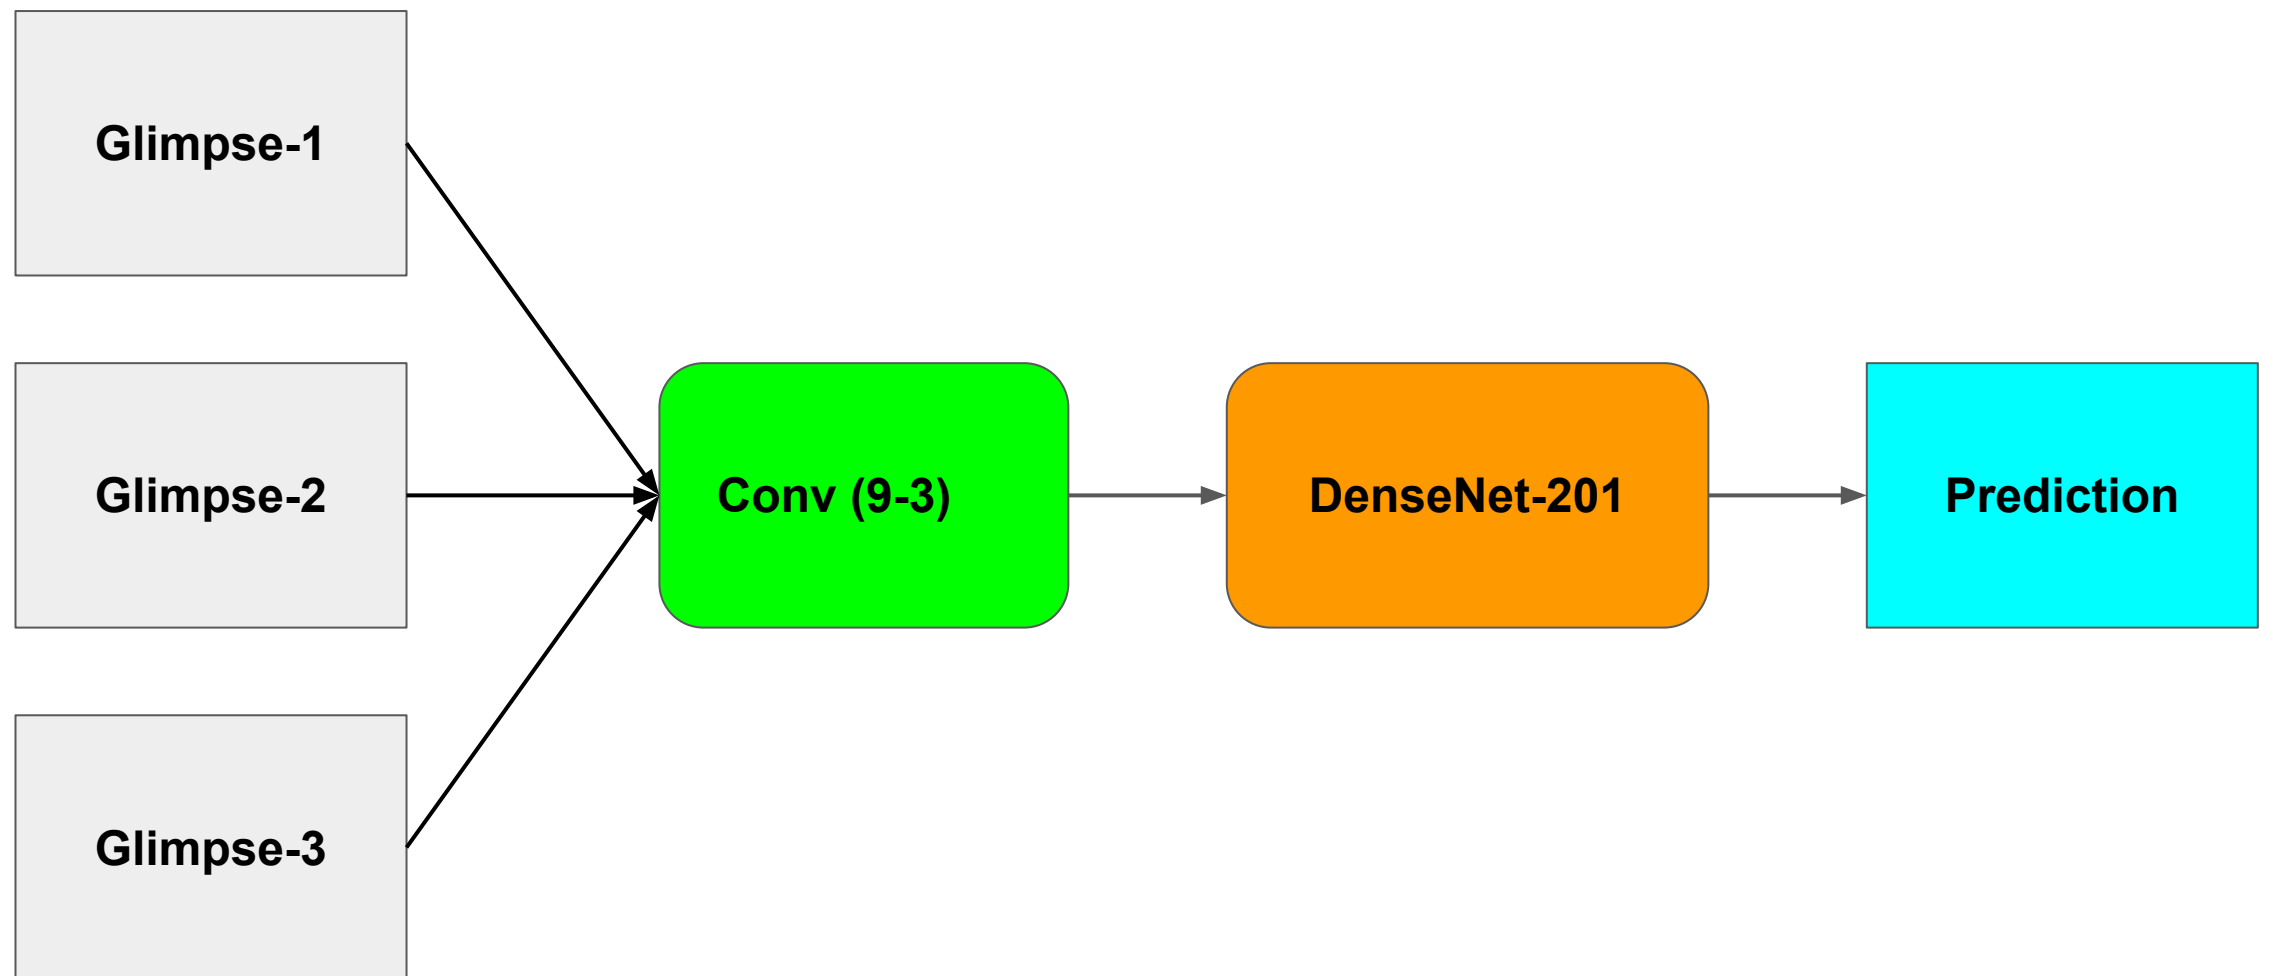 Glimpse-1
Glimpse-2
Conv (9-3)
DenseNet-201
Prediction
Glimpse-3